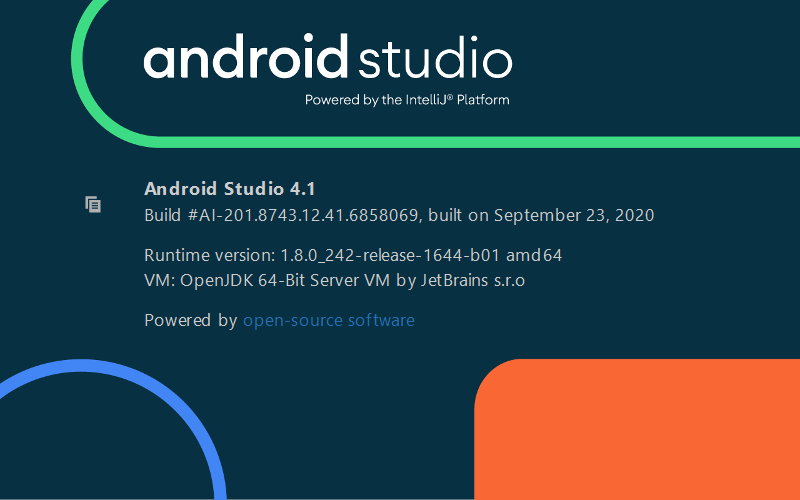 android studio
Powered by the IntelliJ® Platform
Android Studio 4.1
Build #AI-201.8743.12.41.6858069, built on September 23, 2020
Runtime version: 1.8.0_242-release-1644-b01 amd64
VM: OpenJDK 64-Bit Server VM by JetBrains s.r.o
Powered by open-source software